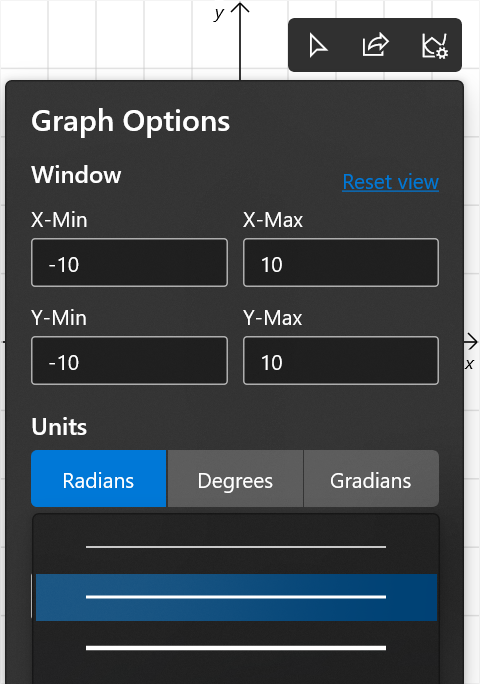 y
Graph Options
Window
Reset view
X-Min
X-Max
-10
10
Y-Min
Y-Max
-10
10
x
Units
Radians
Degrees
Gradians